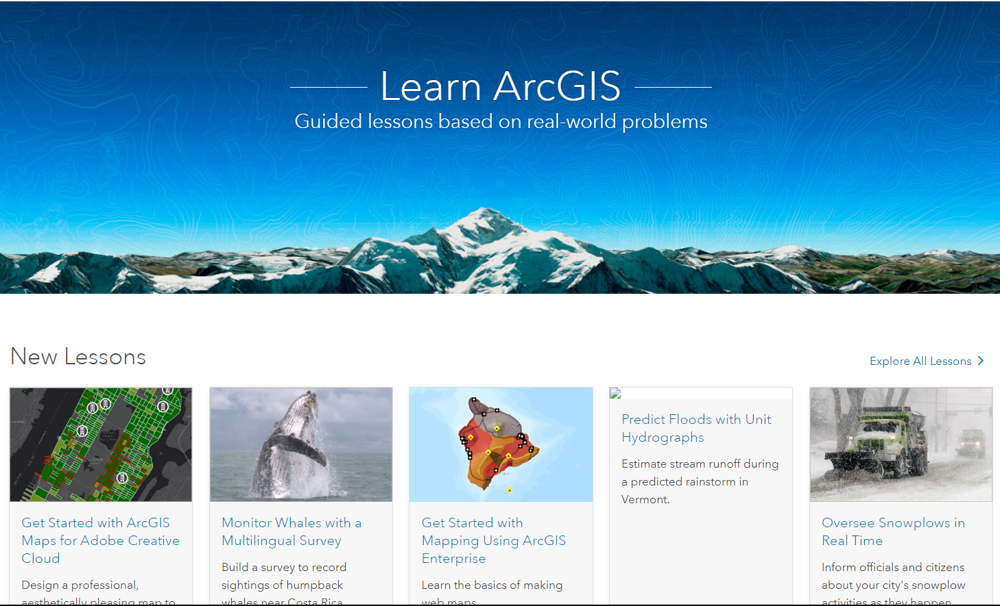 Learn ArcGIS
Guided lessons based on real-world problems
New Lessons
Explore All Lessons
Get Started with ArcGIS
Maps for Adobe Creative
Cloud
Design a professional,
aesthetically pleasing map to
Monitor Whales with a
Multilingual Survey
Build a survey to record
sightings of humpback
whales near Costa Rica
Get Started with
Mapping Using ArcGIS
Enterprise
Learn the basics of making
web maps
Predict Floods with Unit
Hydrographs
Estimate stream runoff during
a predicted rainstorm in
Vermont.
Oversee Snowplows in
Real Time
Inform officials and citizens
about your city's snowplow
activities as they happen